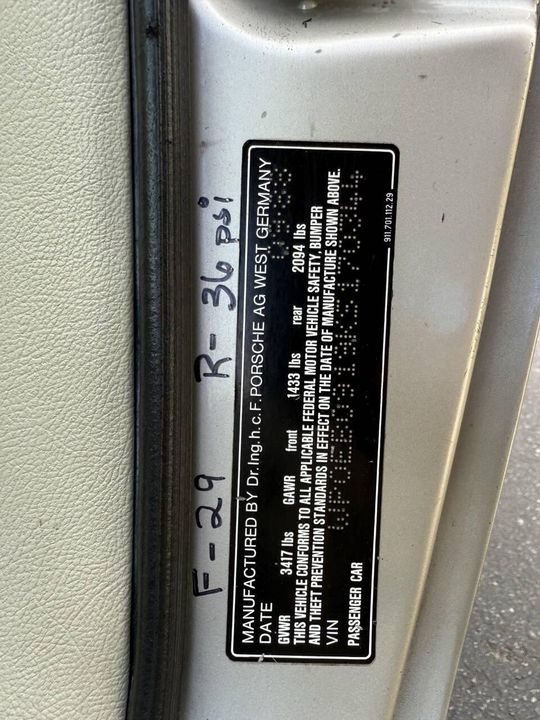 F-29 R-36 psi
MANUFACTURED BY Dr.Ing.h.c.F.PORSCHE AG WEST GERMANY
DATE
GVWR 3417 lbs GAWR front 1433 lbs rear 2094 lbs
THIS VEHICLE CONFORMS TO ALL APPLICABLE FEDERAL MOTOR VEHICLE SAFETY, BUMPER
AND THEFT PREVENTION STANDARDS IN EFFECT ON THE DATE OF MANUFACTURE SHOWN ABOVE.
VIN
PASSENGER CAR
911.701.112.29